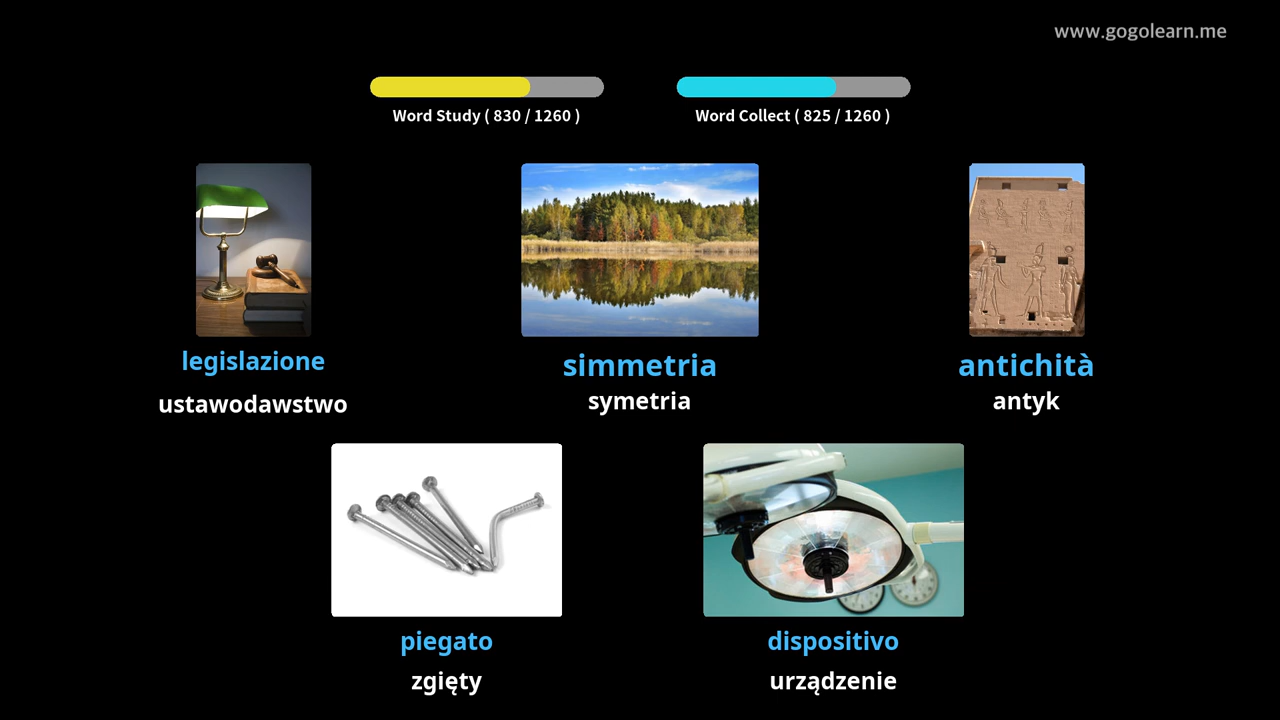 www.gogolearn.me
Word Study ( 830 / 1260 )
Word Collect ( 825 / 1260 )
legislazione
ustawodawstwo
simmetria
symetria
antichità
antyk
piegato
zgięty
dispositivo
urządzenie